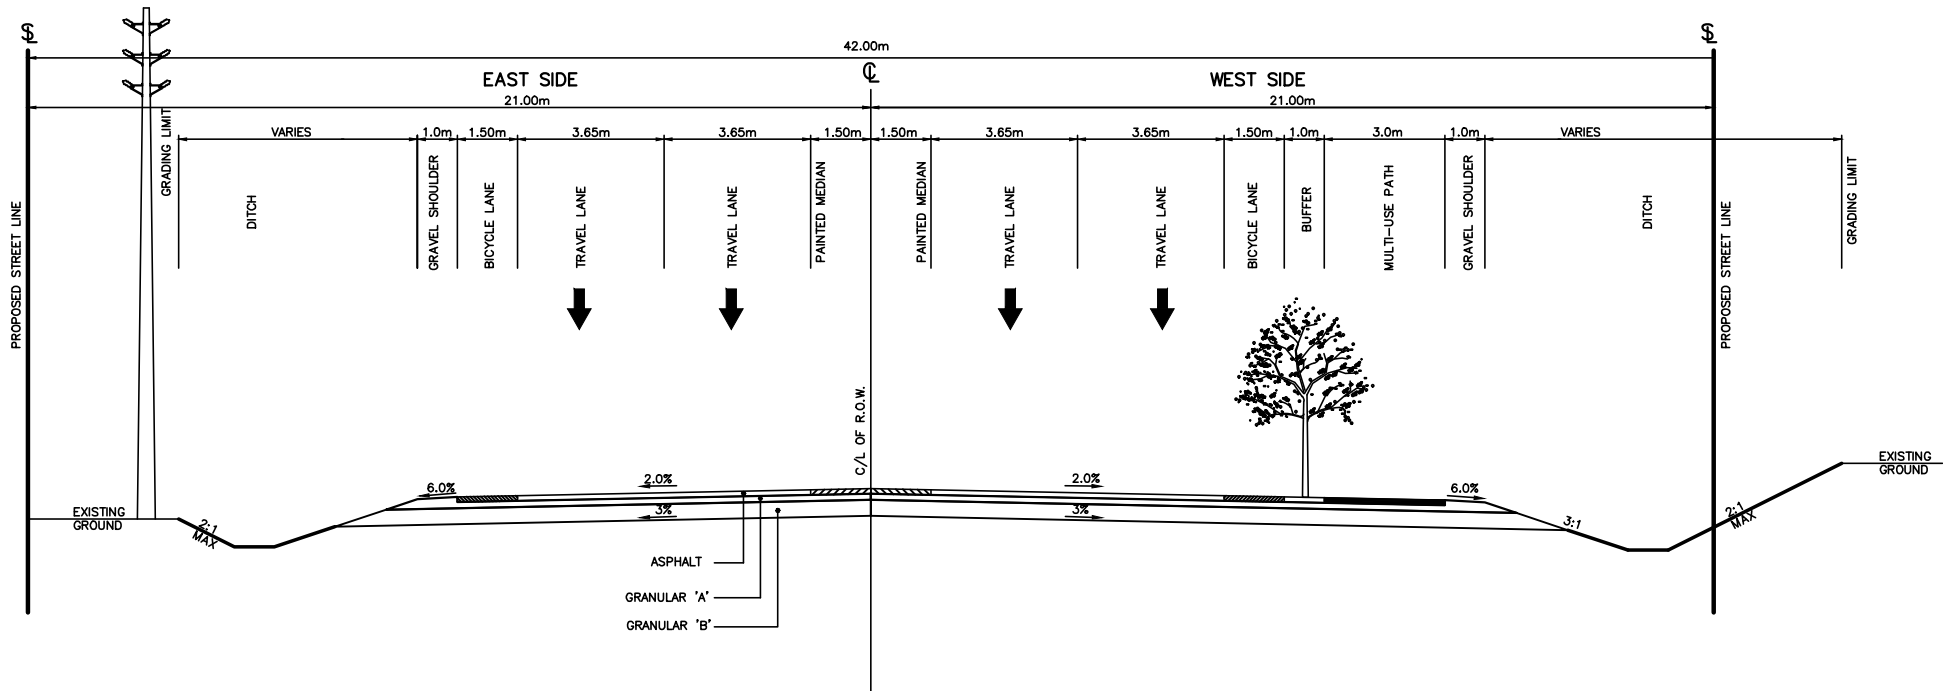 ℄
42.00m
EAST SIDE
WEST SIDE
21.00m
21.00m
VARIES
1.0m
1.50m
3.65m
3.65m
1.50m
1.50m
3.65m
3.65m
1.50m
1.0m
3.0m
1.0m
VARIES
PROPOSED STREET LINE
GRADING LIMIT
DITCH
GRAVEL SHOULDER
BICYCLE LANE
TRAVEL LANE
TRAVEL LANE
PAINTED MEDIAN
PAINTED MEDIAN
TRAVEL LANE
TRAVEL LANE
BICYCLE LANE
BUFFER
MULTI-USE PATH
GRAVEL SHOULDER
DITCH
PROPOSED STREET LINE
GRADING LIMIT
C/L OF R.O.W.
EXISTING
GROUND
2:1
MAX
6.0%
2.0%
3%
2.0%
3%
6.0%
3:1
2:1
MAX
EXISTING
GROUND
ASPHALT
GRANULAR 'A'
GRANULAR 'B'